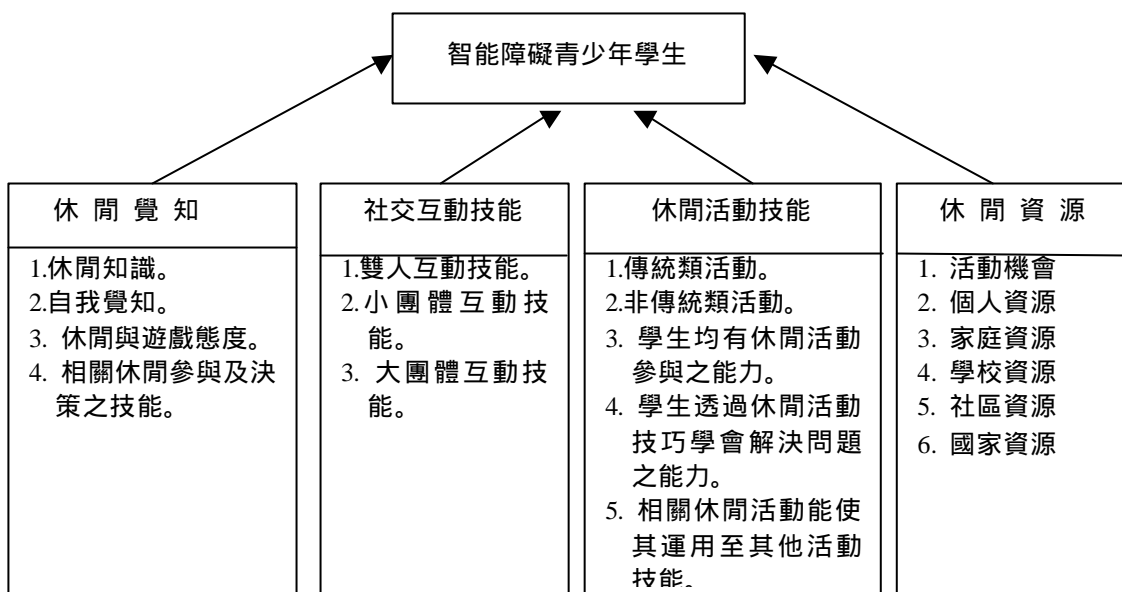 智能障礙青少年學生
休 閒 覺 知
1.休閒知識。
2.自我覺知。
3. 休閒與遊戲態度。
4. 相關休閒參與及決
策之技能。
社交互動技能
1.雙人互動技能。
2.小團體互動技
能。
3. 大團體互動技
能。
休閒活動技能
1.傳統類活動。
2.非傳統類活動。
3. 學生均有休閒活動
參與之能力。
4. 學生透過休閒活動
技巧學會解決問題
之能力。
5. 相關休閒活動能使
其運用至其他活動
技能。
休 閒 資 源
1. 活動機會
2. 個人資源
3. 家庭資源
4. 學校資源
5. 社區資源
6. 國家資源